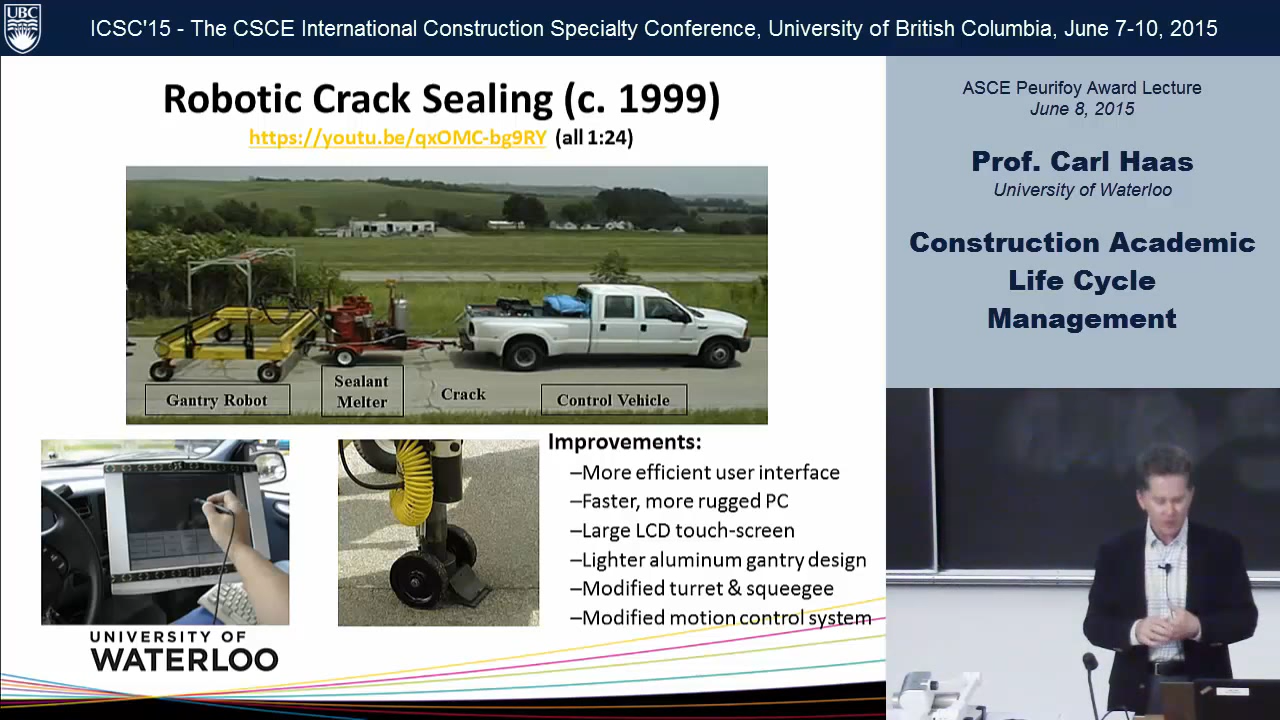 UBC
ICSC'15 - The CSCE International Construction Specialty Conference, University of British Columbia, June 7-10, 2015
Robotic Crack Sealing (c. 1999)
https://youtu.be/qxOMC-bg9RY (all 1:24)
Gantry Robot
Sealant
Melter
Crack
Control Vehicle
Improvements:
–More efficient user interface
–Faster, more rugged PC
–Large LCD touch-screen
–Lighter aluminum gantry design
–Modified turret & squeegee
–Modified motion control system
UNIVERSITY OF
WATERLOO
ASCE Peurifoy Award Lecture
June 8, 2015
Prof. Carl Haas
University of Waterloo
Construction Academic
Life Cycle
Management